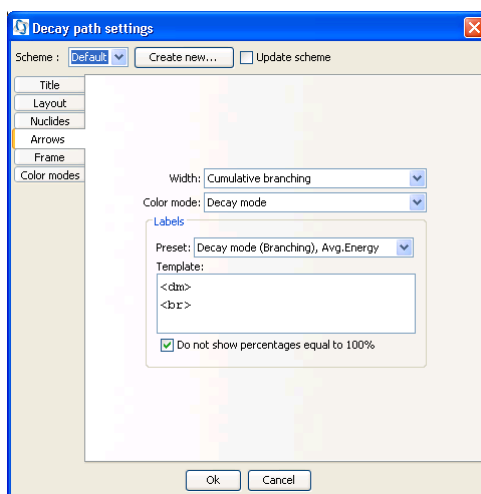 Decay path settings
Scheme : Default Create new... Update scheme
Title
Layout
Nuclides
Arrows
Frame
Color modes
Width: Cumulative branching
Color mode: Decay mode
Labels
Preset: Decay mode (Branching), Avg.Energy
Template:
<dm>
<br>
Do not show percentages equal to 100%
Ok Cancel